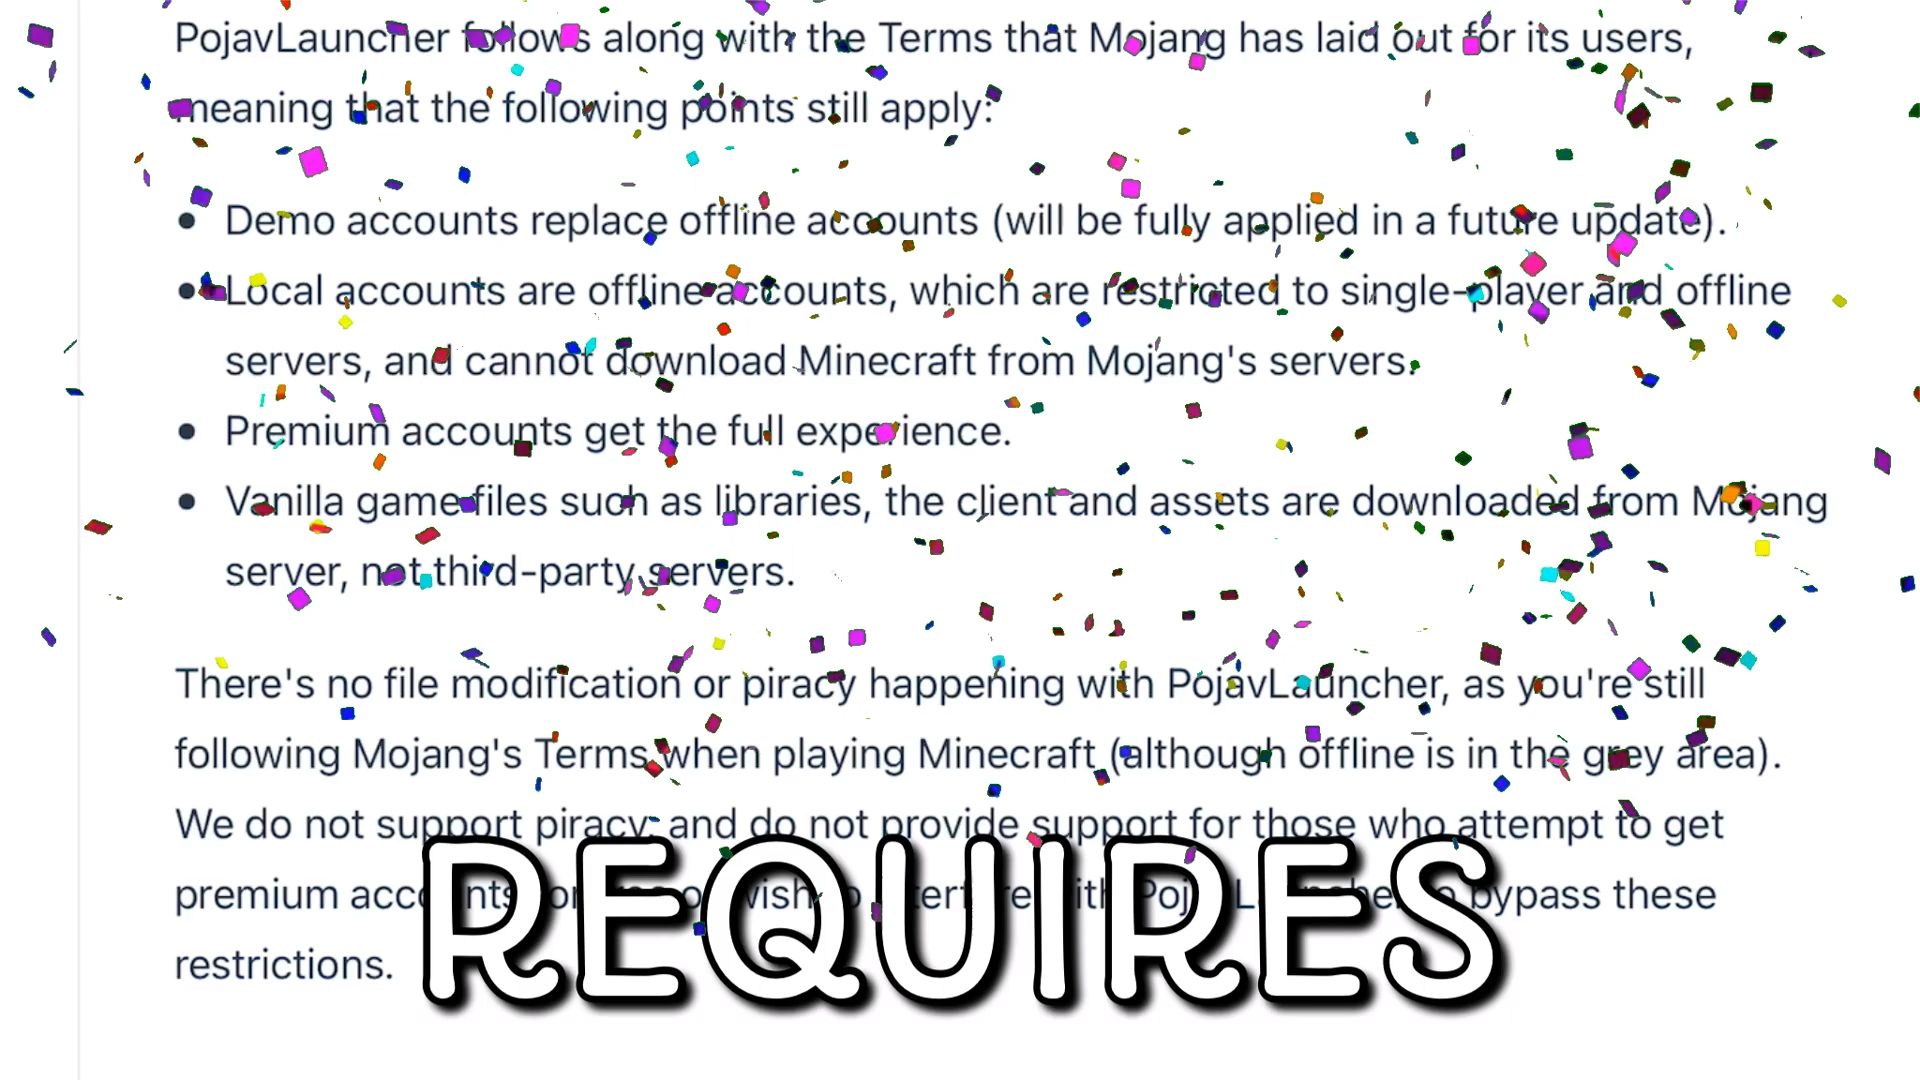 PojavLauncher follows along with the Terms that Mojang has laid out for its users,
meaning that the following points still apply:
• Demo accounts replace offline accounts (will be fully applied in a future update).
• Local accounts are offline accounts, which are restricted to single-player and offline
servers, and cannot download Minecraft from Mojang's servers.
• Premium accounts get the full experience.
• Vanilla game files such as libraries, the client and assets are downloaded from Mojang
server, not third-party servers.
There's no file modification or piracy happening with PojavLauncher, as you're still
following Mojang's Terms when playing Minecraft (although offline is in the grey area).
We do not support piracy, and do not provide support for those who attempt to get
premium wish bypass these
restrictions.
REQUIRES